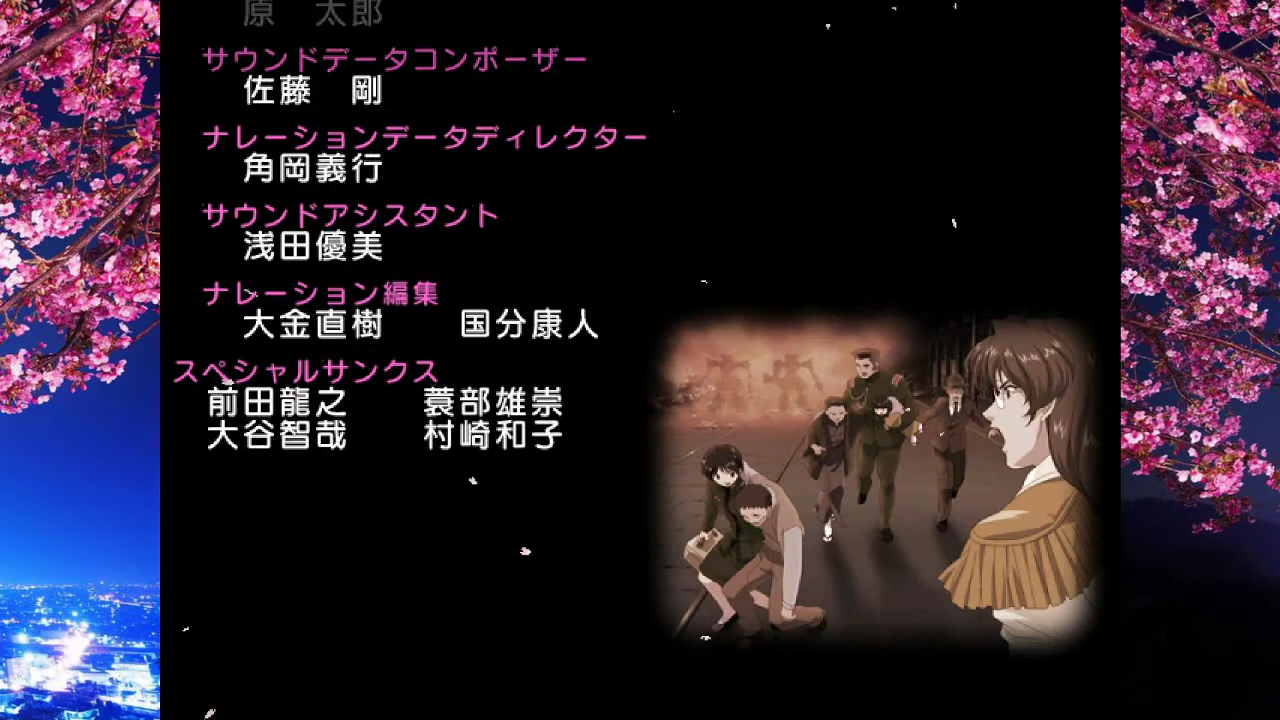 原　太郎
サウンドデータコンポーザー
佐藤　剛
ナレーションデータディレクター
角岡義行
サウンドアシスタント
浅田優美
ナレーション編集
大金直樹　　国分康人
スペシャルサンクス
前田龍之　　蓑部雄崇
大谷智哉　　村崎和子